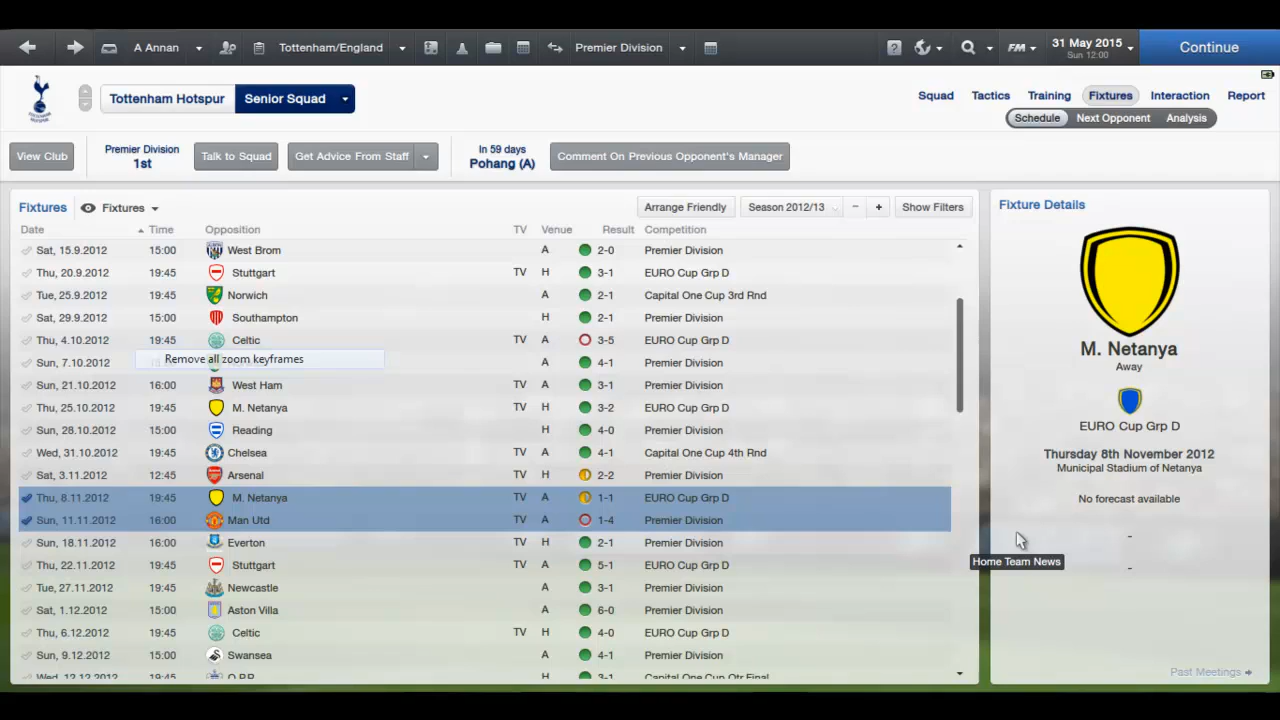 A Annan Tottenham/England Premier Division ? FM 31 May 2015 Continue
Sun 12:00
Tottenham Hotspur Senior Squad Squad Tactics Training Fixtures Interaction Report
Schedule Next Opponent Analysis
View Club Premier Division 1st Talk to Squad Get Advice From Staff In 59 days Pohang (A) Comment On Previous Opponent's Manager
Fixtures Fixtures Arrange Friendly Season 2012/13 − + Show Filters
Date Time Opposition TV Venue Result Competition
Sat, 15.9.2012 15:00 West Brom A 2-0 Premier Division
Thu, 20.9.2012 19:45 Stuttgart TV H 3-1 EURO Cup Grp D
Tue, 25.9.2012 19:45 Norwich A 2-1 Capital One Cup 3rd Rnd
Sat, 29.9.2012 15:00 Southampton H 2-1 Premier Division
Thu, 4.10.2012 19:45 Celtic TV A 3-5 EURO Cup Grp D
Remove all zoom keyframes
Sun, 7.10.2012 A 4-1 Premier Division
Sun, 21.10.2012 16:00 West Ham TV A 3-1 Premier Division
Thu, 25.10.2012 19:45 M. Netanya TV H 3-2 EURO Cup Grp D
Sun, 28.10.2012 15:00 Reading H 4-0 Premier Division
Wed, 31.10.2012 19:45 Chelsea TV A 4-1 Capital One Cup 4th Rnd
Sat, 3.11.2012 12:45 Arsenal TV H 2-2 Premier Division
Thu, 8.11.2012 19:45 M. Netanya TV A 1-1 EURO Cup Grp D
Sun, 11.11.2012 16:00 Man Utd TV A 1-4 Premier Division
Sun, 18.11.2012 16:00 Everton TV H 2-1 Premier Division
Thu, 22.11.2012 19:45 Stuttgart TV A 5-1 EURO Cup Grp D
Tue, 27.11.2012 19:45 Newcastle A 3-1 Premier Division
Sat, 1.12.2012 15:00 Aston Villa A 6-0 Premier Division
Thu, 6.12.2012 19:45 Celtic TV H 4-0 EURO Cup Grp D
Sun, 9.12.2012 15:00 Swansea A 4-1 Premier Division
Wed, 12.12.2012 19:45 Q.P.R. H 3-1 Capital One Cup Qtr Final
Fixture Details
M. Netanya
Away
EURO Cup Grp D
Thursday 8th November 2012
Municipal Stadium of Netanya
No forecast available
-
Home Team News
-
Past Meetings